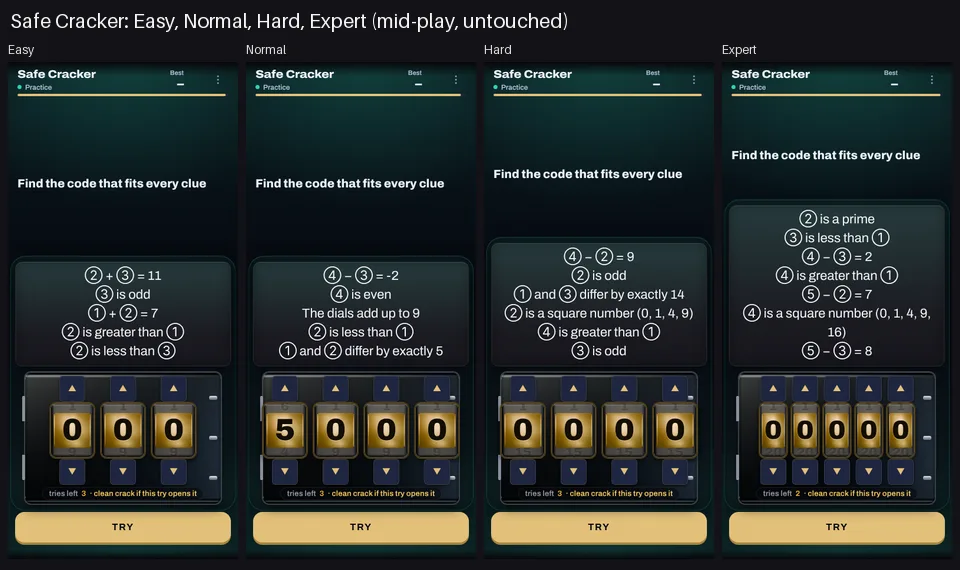 Safe Cracker: Easy, Normal, Hard, Expert (mid-play, untouched)
Easy
Safe Cracker
Best
Practice
–
Find the code that fits every clue
② + ③ = 11
③ is odd
① + ② = 7
② is greater than ①
② is less than ③
0 0 0
tries left 3 · clean crack if this try opens it
TRY
Normal
Safe Cracker
Best
Practice
–
Find the code that fits every clue
④ – ③ = -2
④ is even
The dials add up to 9
② is less than ①
① and ② differ by exactly 5
5 0 0 0
tries left 3 · clean crack if this try opens it
TRY
Hard
Safe Cracker
Best
Practice
–
Find the code that fits every clue
④ – ② = 9
② is odd
① and ③ differ by exactly 14
② is a square number (0, 1, 4, 9)
④ is greater than ①
③ is odd
0 0 0 0
tries left 3 · clean crack if this try opens it
TRY
Expert
Safe Cracker
Best
Practice
–
Find the code that fits every clue
② is a prime
③ is less than ①
④ – ③ = 2
④ is greater than ①
⑤ – ② = 7
④ is a square number (0, 1, 4, 9,
16)
⑤ – ③ = 8
0 0 0 0 0
tries left 2 · clean crack if this try opens it
TRY